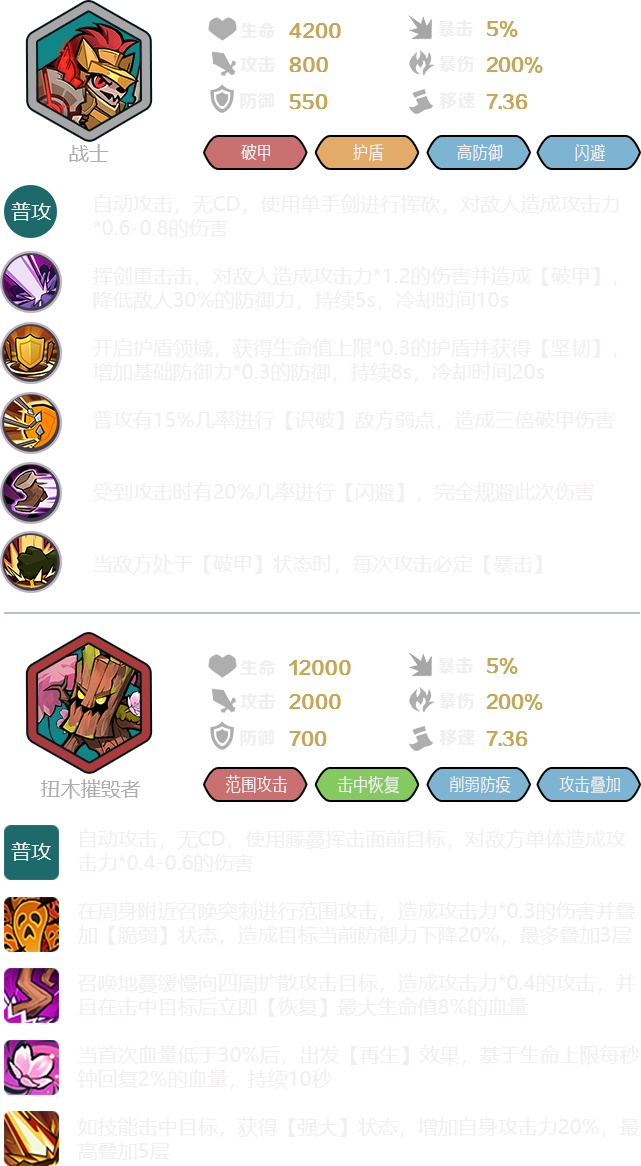 生命 4200 暴击 5%
攻击 800 暴伤 200%
防御 550 移速 7.36
战士
破甲 护盾 高防御 闪避
普攻
自动攻击，无CD，使用单手剑进行挥砍，对敌人造成攻击力
*0.6-0.8的伤害
挥剑重击击，对敌人造成攻击力*1.2的伤害并造成【破甲】，
降低敌人30%的防御力，持续5s，冷却时间10s
开启护盾领域，获得生命值上限*0.3的护盾并获得【坚韧】，
增加基础防御力*0.3的防御，持续8s，冷却时间20s
普攻有15%几率进行【识破】敌方弱点，造成三倍破甲伤害
受到攻击时有20%几率进行【闪避】，完全规避此次伤害
当敌方处于【破甲】状态时，每次攻击必定【暴击】
生命 12000 暴击 5%
攻击 2000 暴伤 200%
防御 700 移速 7.36
扭木摧毁者
范围攻击 击中恢复 削弱防疫 攻击叠加
普攻
自动攻击，无CD，使用藤蔓挥击面前目标，对敌方单体造成攻
击力*0.4-0.6的伤害
在周身附近召唤突刺进行范围攻击，造成攻击力*0.3的伤害并叠
加【脆弱】状态，造成目标当前防御力下降20%，最多叠加3层
召唤地蔓缓慢向四周扩散攻击目标，造成攻击力*0.4的攻击，并
且在击中目标后立即【恢复】最大生命值8%的血量
当首次血量低于30%后，出发【再生】效果，基于生命上限每秒
钟回复2%的血量，持续10秒
如技能击中目标，获得【强大】状态，增加自身攻击力20%，最
高叠加5层